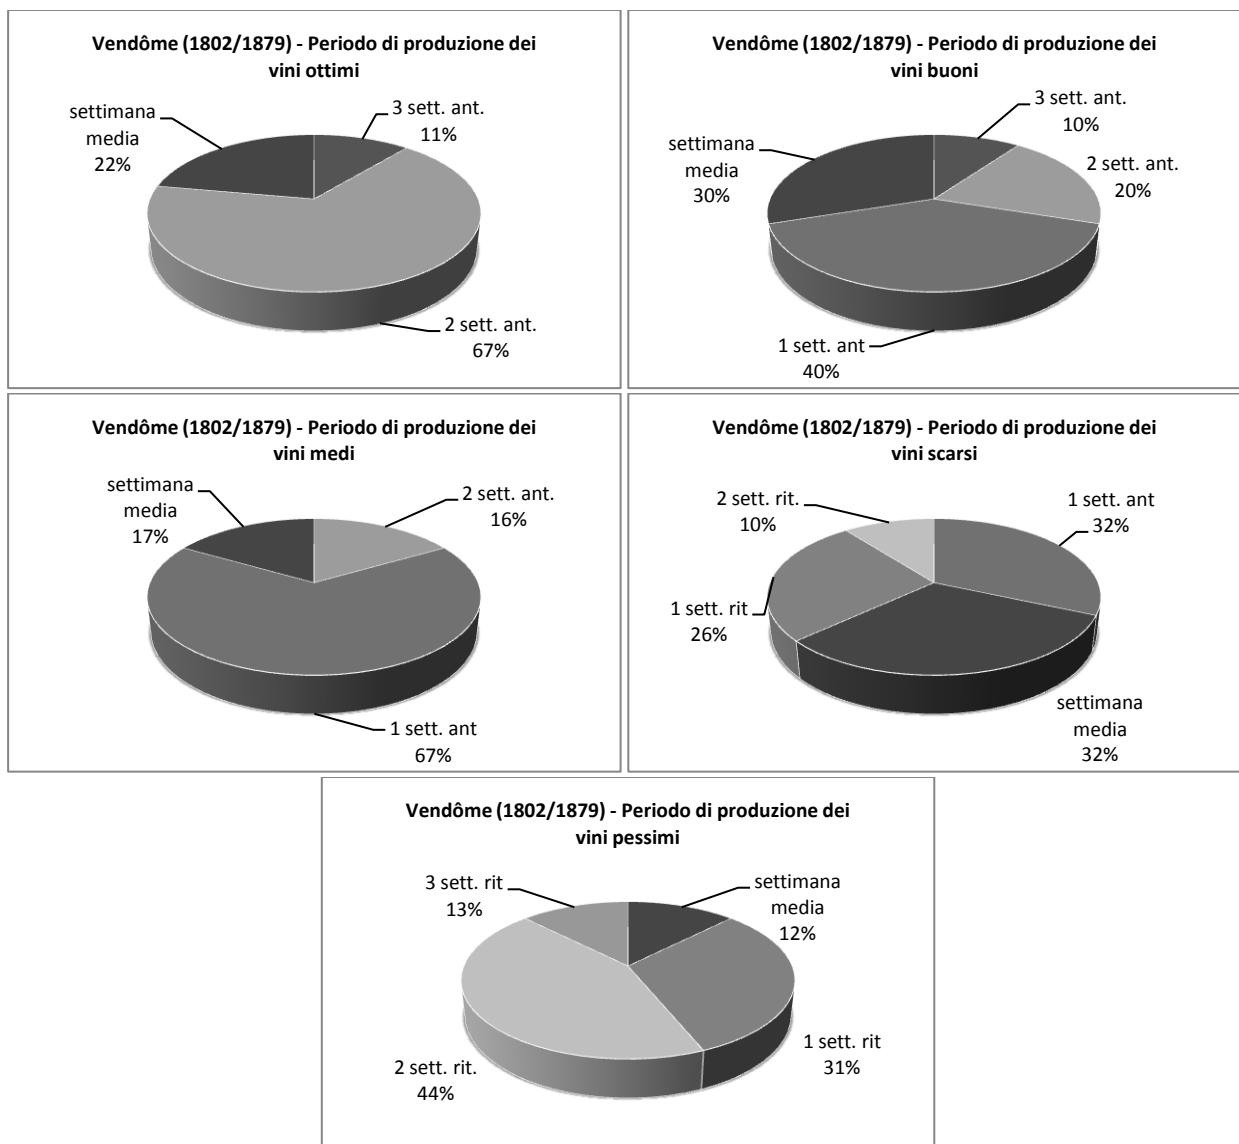 Vendôme (1802/1879) - Periodo di produzione dei
vini ottimi
settimana
media
22%
3 sett. ant.
11%
2 sett. ant.
67%
Vendôme (1802/1879) - Periodo di produzione dei
vini buoni
3 sett. ant.
10%
settimana
media
30%
2 sett. ant.
20%
1 sett. ant
40%
Vendôme (1802/1879) - Periodo di produzione dei
vini medi
settimana
media
17%
2 sett. ant.
16%
1 sett. ant
67%
Vendôme (1802/1879) - Periodo di produzione dei
vini scarsi
2 sett. rit.
10%
1 sett. ant
32%
1 sett. rit
26%
settimana
media
32%
Vendôme (1802/1879) - Periodo di produzione dei
vini pessimi
3 sett. rit
13%
settimana
media
12%
2 sett. rit.
44%
1 sett. rit
31%